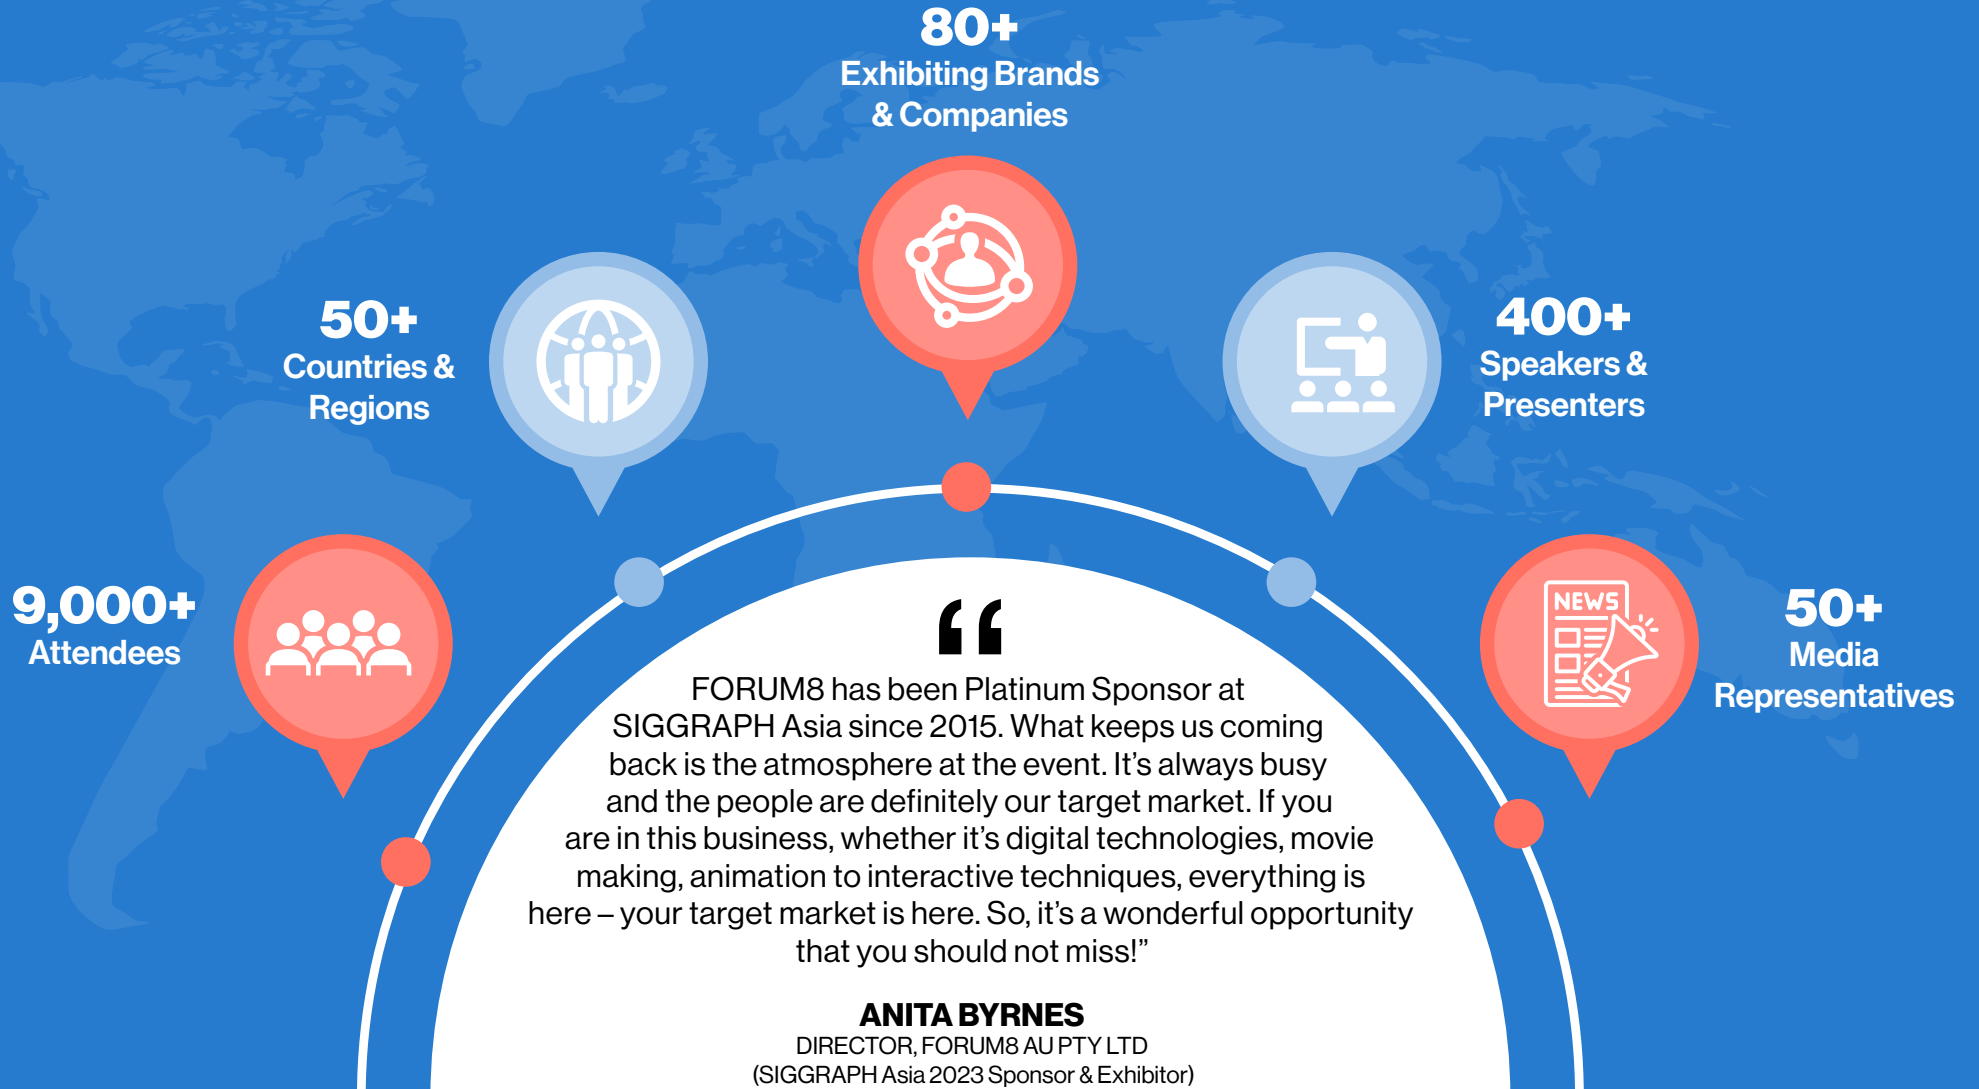 80+
Exhibiting Brands
& Companies
50+
Countries &
Regions
400+
Speakers &
Presenters
9,000+
Attendees
NEWS
50+
Media
Representatives
“
FORUM8 has been Platinum Sponsor at
SIGGRAPH Asia since 2015. What keeps us coming
back is the atmosphere at the event. It’s always busy
and the people are definitely our target market. If you
are in this business, whether it’s digital technologies, movie
making, animation to interactive techniques, everything is
here – your target market is here. So, it’s a wonderful opportunity
that you should not miss!”
ANITA BYRNES
DIRECTOR, FORUM8 AU PTY LTD
(SIGGRAPH Asia 2023 Sponsor & Exhibitor)